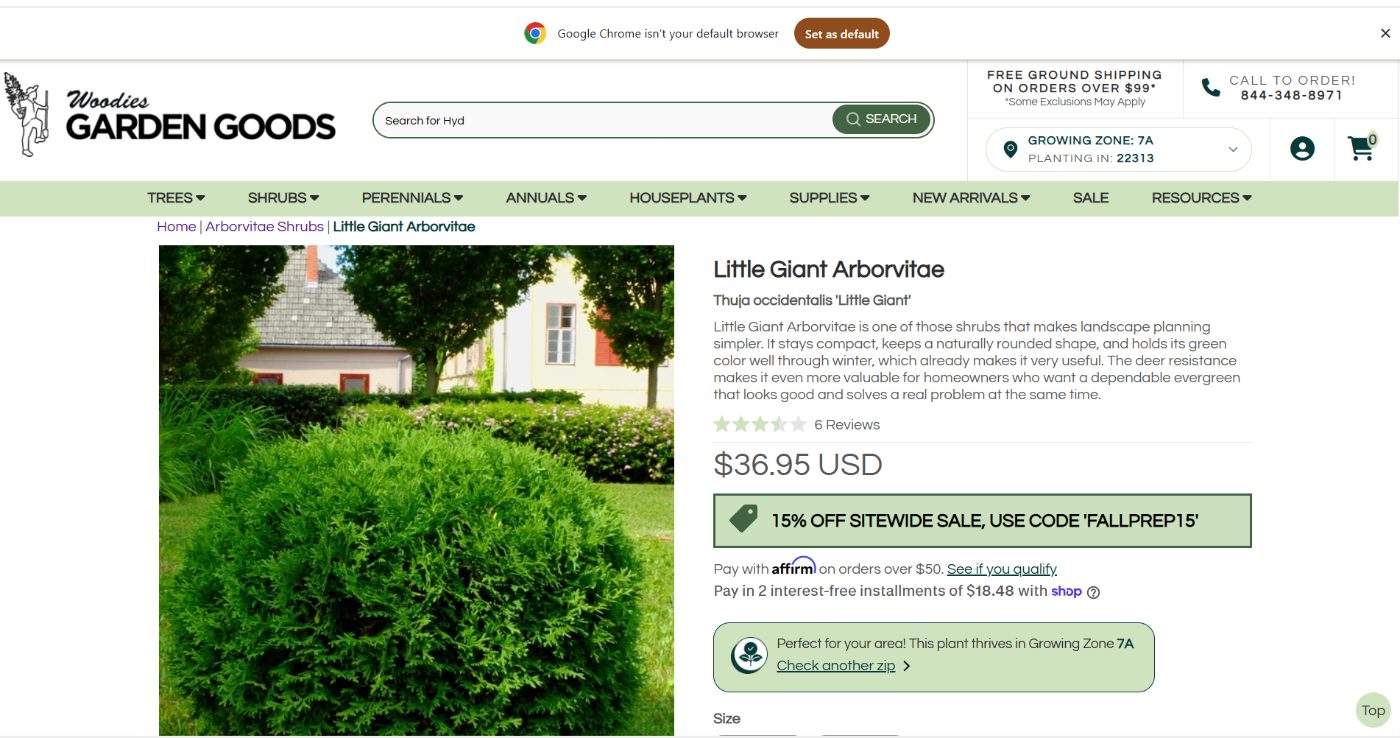 Google Chrome isn't your default browser
Set as default
Woodies
GARDEN GOODS
Search for Hyd
SEARCH
FREE GROUND SHIPPING
ON ORDERS OVER $99*
*Some Exclusions May Apply
CALL TO ORDER!
844-348-8971
GROWING ZONE: 7A
PLANTING IN: 22313
0
TREES
SHRUBS
PERENNIALS
ANNUALS
HOUSEPLANTS
SUPPLIES
NEW ARRIVALS
SALE
RESOURCES
Home | Arborvitae Shrubs | Little Giant Arborvitae
Little Giant Arborvitae
Thuja occidentalis 'Little Giant'
Little Giant Arborvitae is one of those shrubs that makes landscape planning
simpler. It stays compact, keeps a naturally rounded shape, and holds its green
color well through winter, which already makes it very useful. The deer resistance
makes it even more valuable for homeowners who want a dependable evergreen
that looks good and solves a real problem at the same time.
6 Reviews
$36.95 USD
15% OFF SITEWIDE SALE, USE CODE 'FALLPREP15'
Pay with affirm on orders over $50. See if you qualify
Pay in 2 interest-free installments of $18.48 with shop
Perfect for your area! This plant thrives in Growing Zone 7A
Check another zip
Size
Top